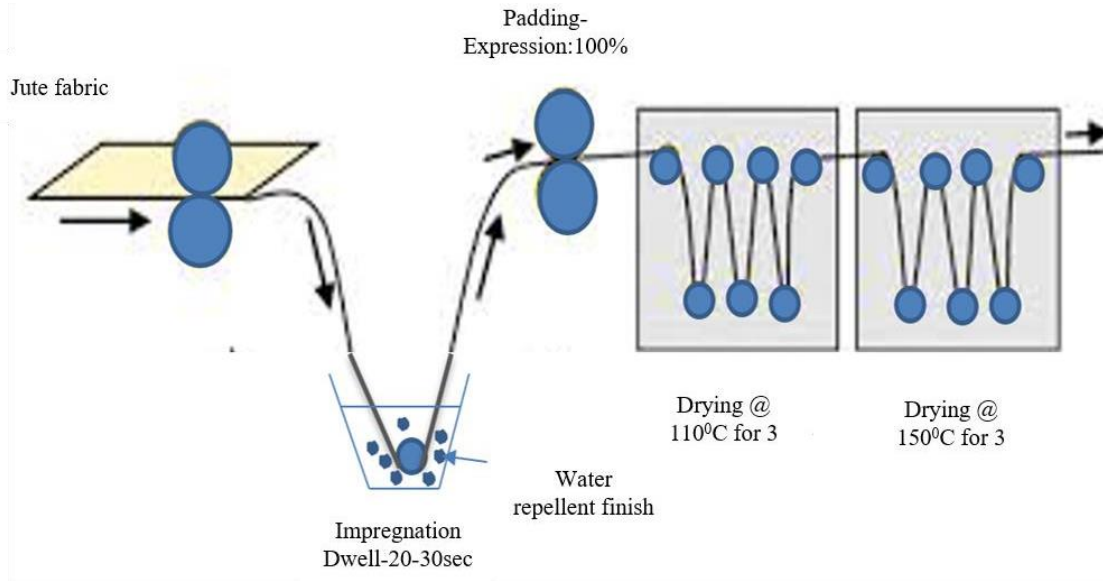 Padding-
Expression:100%
Jute fabric
Drying @
110⁰C for 3
Drying @
150⁰C for 3
Water
repellent finish
Impregnation
Dwell-20-30sec